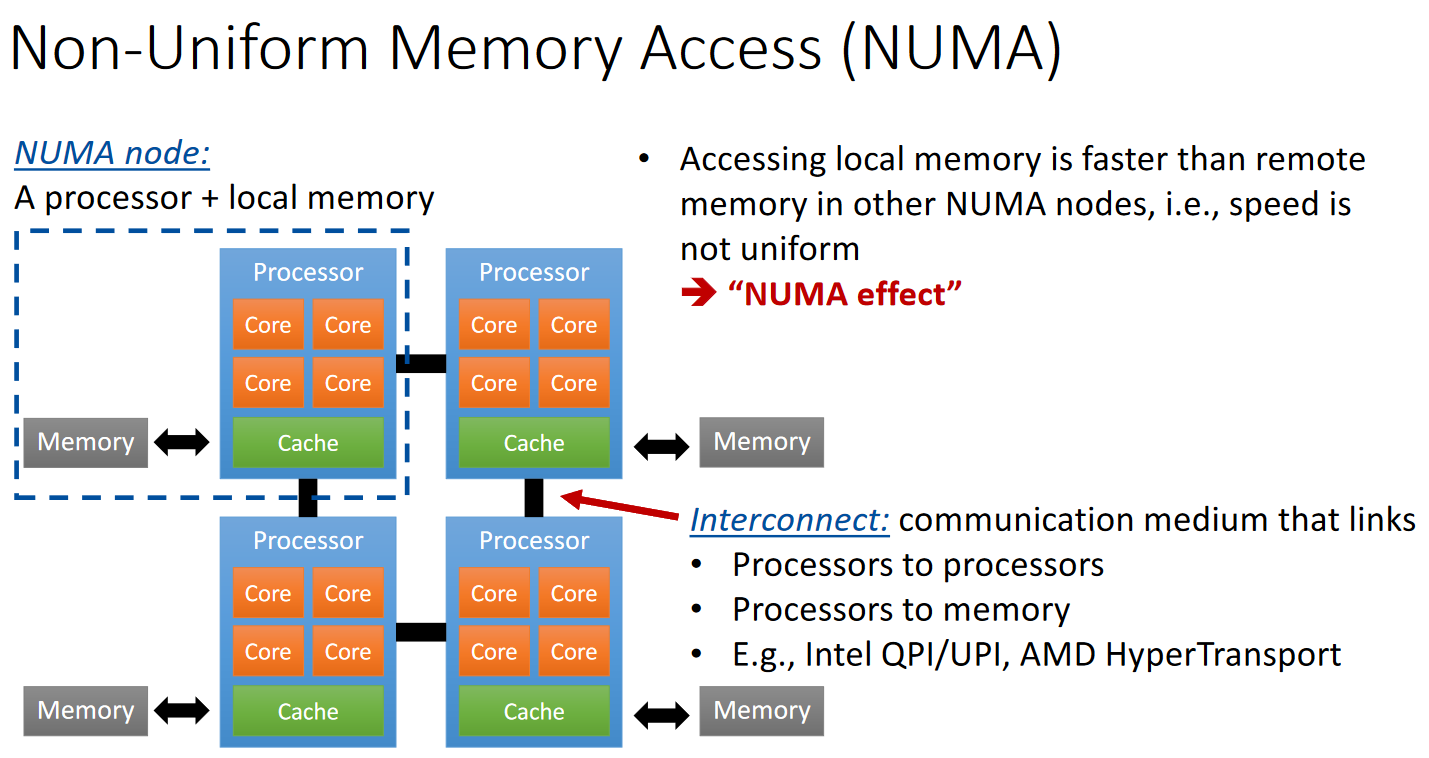 Non-Uniform Memory Access (NUMA)
NUMA node:
A processor + local memory
• Accessing local memory is faster than remote
memory in other NUMA nodes, i.e., speed is
not uniform
➔ “NUMA effect”
Processor
Core Core
Core Core
Cache
Memory
Processor
Core Core
Core Core
Cache
Memory
Interconnect: communication medium that links
• Processors to processors
• Processors to memory
• E.g., Intel QPI/UPI, AMD HyperTransport
Processor
Core Core
Core Core
Cache
Memory
Processor
Core Core
Core Core
Cache
Memory